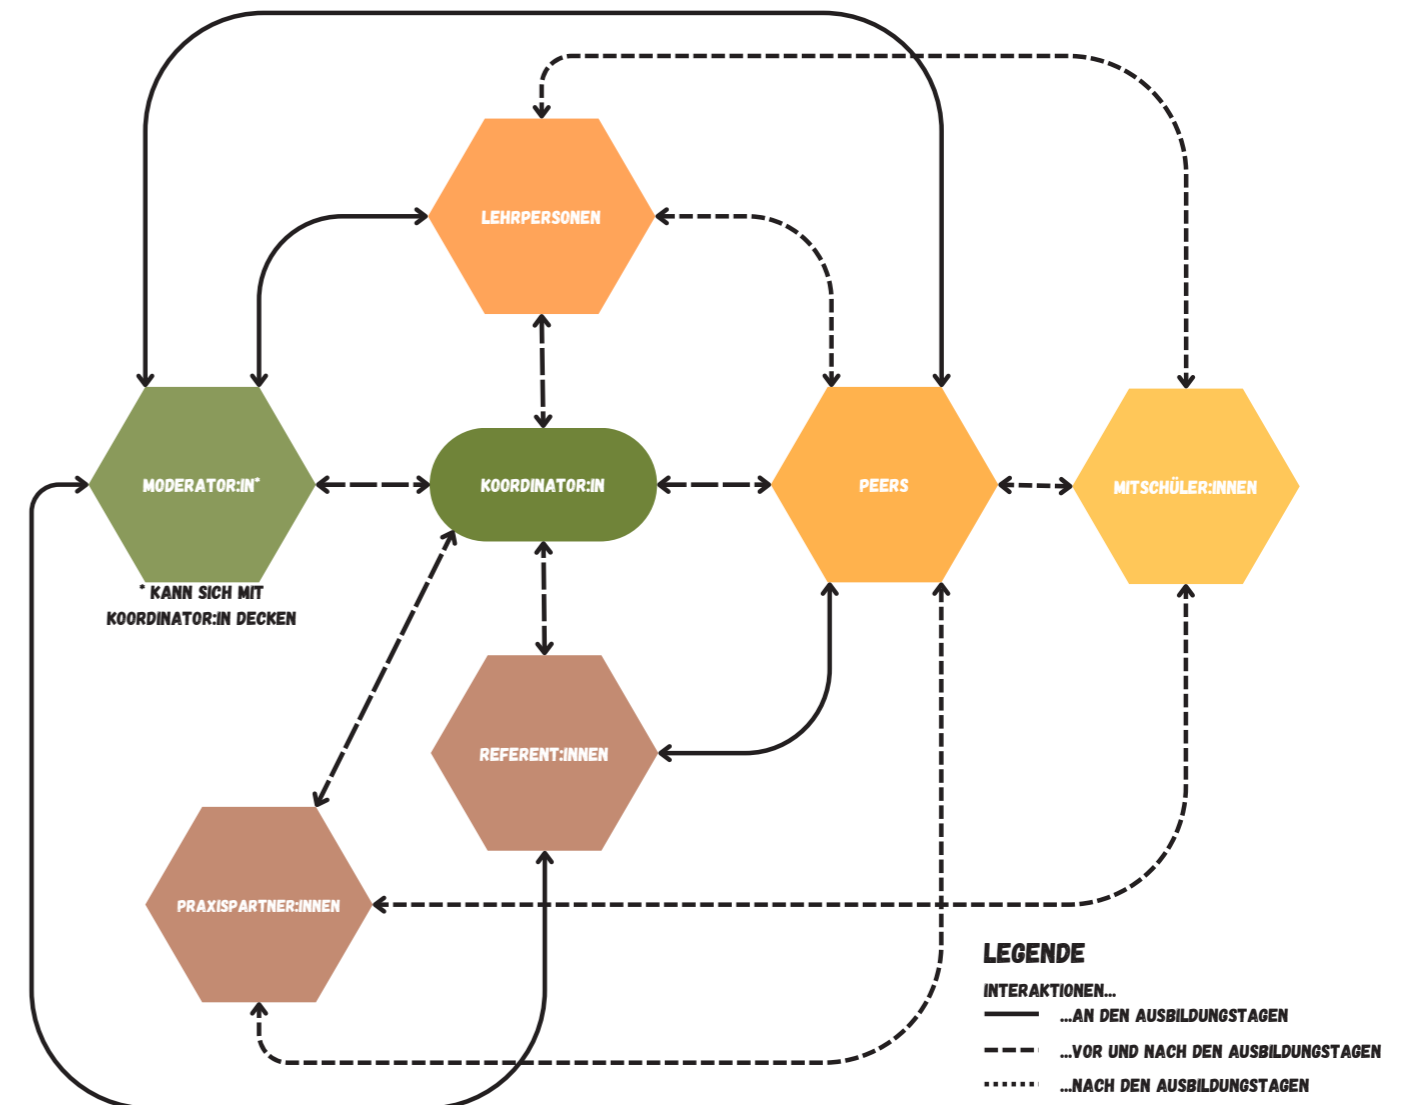 LEHRPERSONEN
MODERATOR:IN*
KOORDINATOR:IN
PEERS
MITSCHÜLER:INNEN
* KANN SICH MIT
KOORDINATOR:IN DECKEN
REFERENT:INNEN
PRAXISPARTNER:INNEN
LEGENDE
INTERAKTIONEN...
...AN DEN AUSBILDUNGSTAGEN
...VOR UND NACH DEN AUSBILDUNGSTAGEN
...NACH DEN AUSBILDUNGSTAGEN